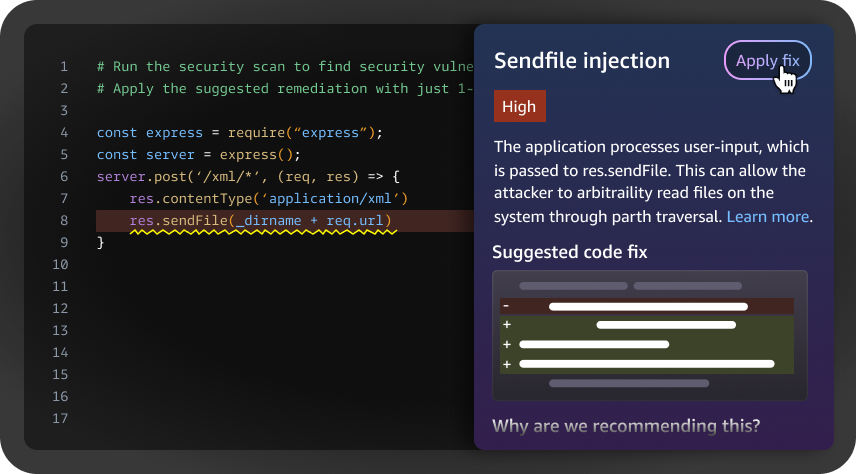 1 # Run the security scan to find security vulne
2 # Apply the suggested remediation with just 1-
3
4 const express = require(“express”);
5 const server = express();
6 server.post(‘/xml/*’, (req, res) => {
7 res.contentType(‘application/xml’)
8 res.sendFile(_dirname + req.url)
9 }
10
11
12
13
14
15
16
17
Sendfile injection
Apply fix
High
The application processes user-input, which
is passed to res.sendFile. This can allow the
attacker to arbitraility read files on the
system through parth traversal. Learn more.
Suggested code fix
-
+
+
+
Why are we recommending this?